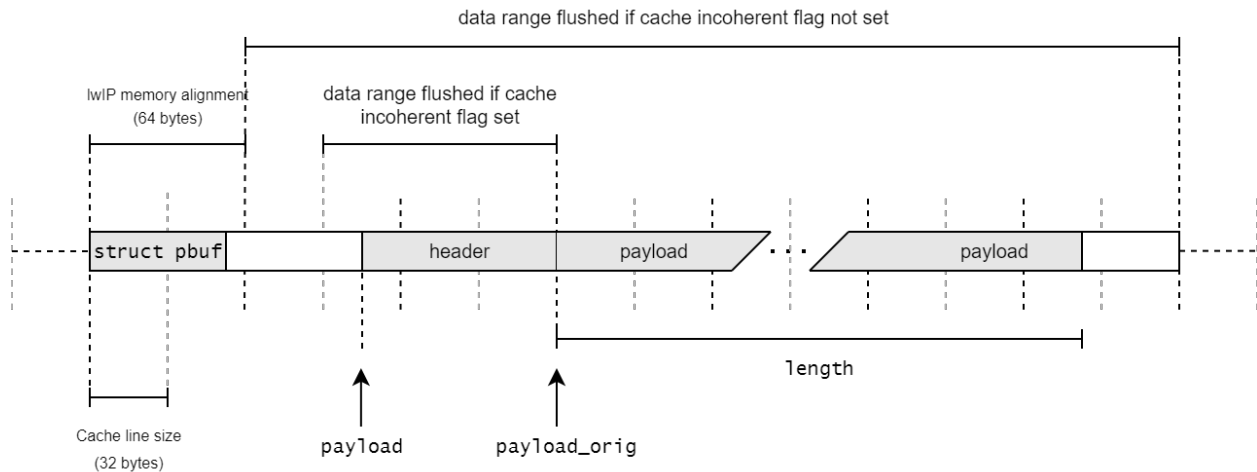 data range flushed if cache incoherent flag not set
lwIP memory alignment
(64 bytes)
data range flushed if cache
incoherent flag set
struct pbuf
header
payload
...
payload
length
payload
payload_orig
Cache line size
(32 bytes)